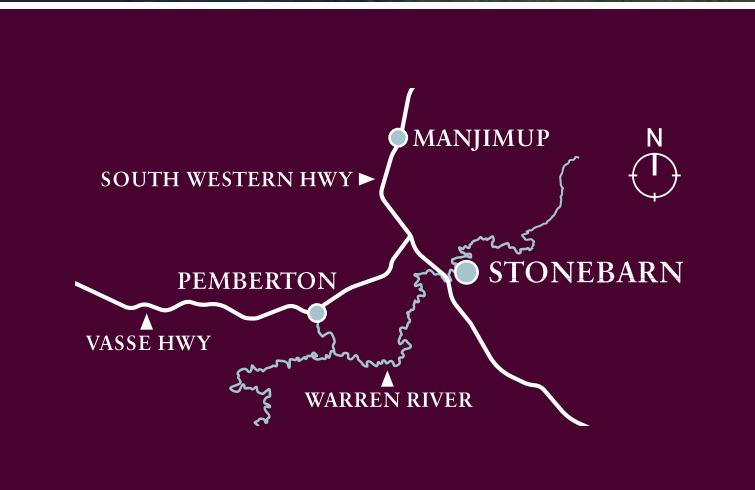 N
MANJIMUP
SOUTH WESTERN HWY
STONEBARN
PEMBERTON
VASSE HWY
WARREN RIVER